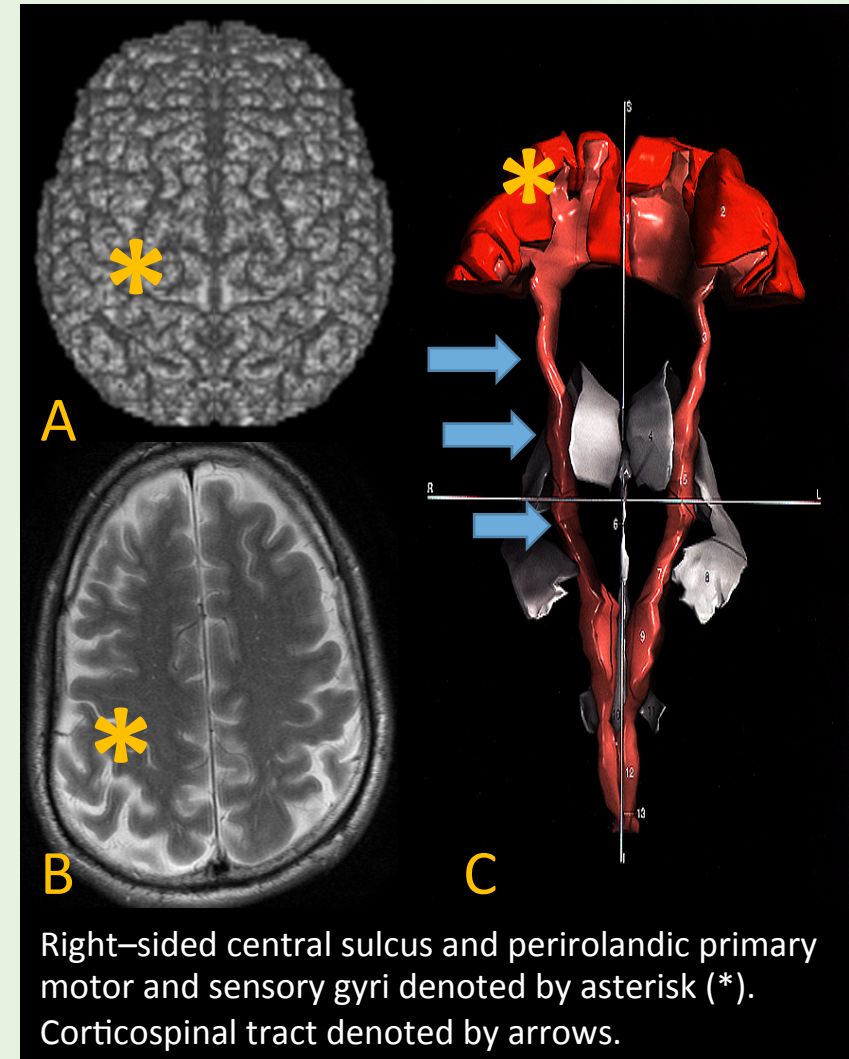 S
1
2
3
4
R
5
L
6
7
8
9
11
12
13
I
A
B
C
Right–sided central sulcus and perirolandic primary
motor and sensory gyri denoted by asterisk (*).
Corticospinal tract denoted by arrows.